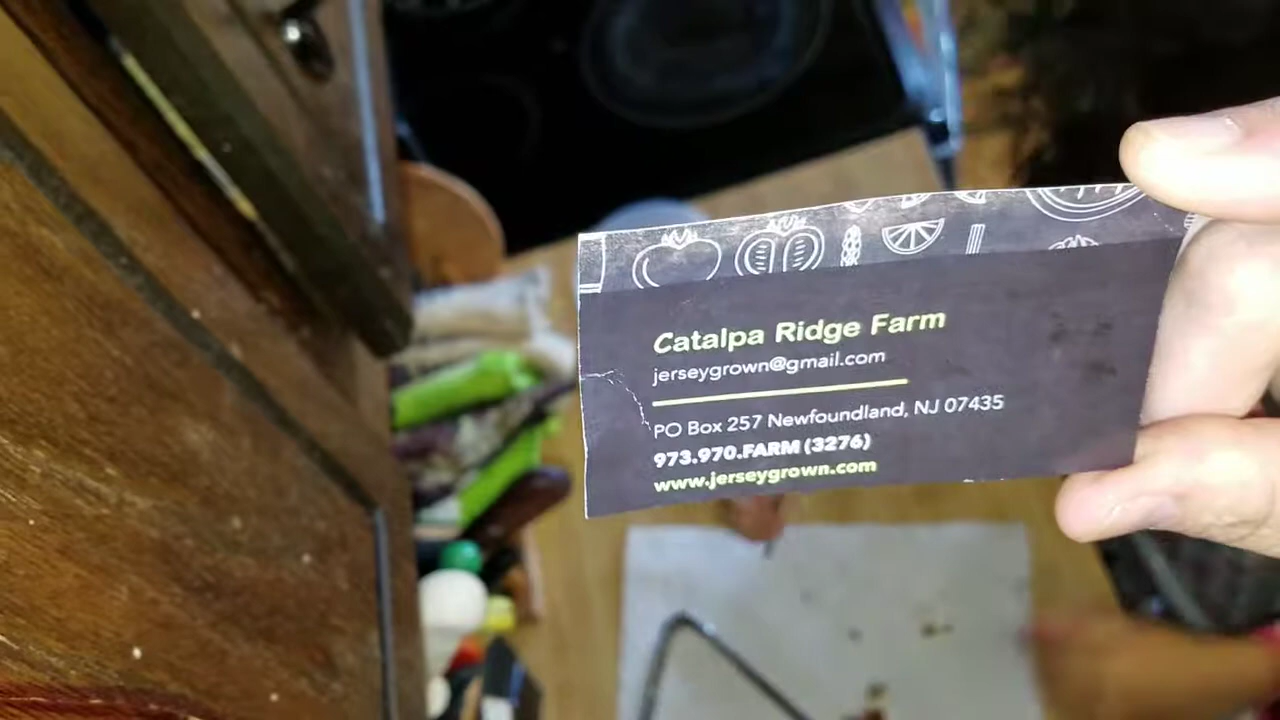 Catalpa Ridge Farm
jerseygrown@gmail.com
PO Box 257 Newfoundland, NJ 07435
973.970.FARM (3276)
www.jerseygrown.com